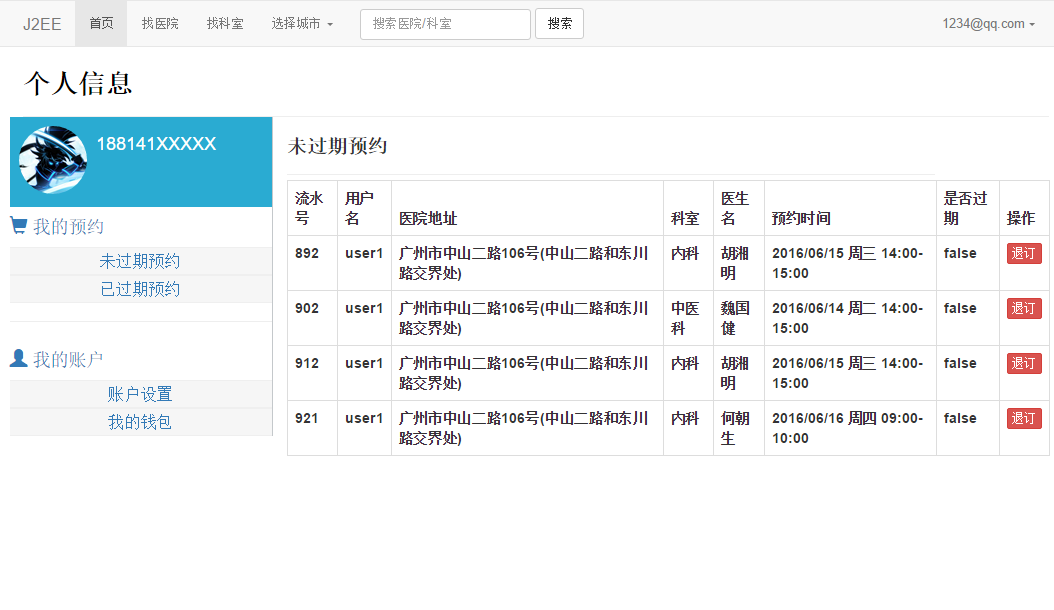 J2EE 首页 找医院 找科室 选择城市 搜索医院/科室 搜索 1234@qq.com
个人信息
188141XXXXX
我的预约
未过期预约
已过期预约
我的账户
账户设置
我的钱包
未过期预约
流水 用户 医生 是否过
号 名 医院地址 科室 名 预约时间 期 操作
892 user1 广州市中山二路106号(中山二路和东川 内科 胡湘 2016/06/15 周三 14:00- false 退订
路交界处) 明 15:00
902 user1 广州市中山二路106号(中山二路和东川 中医 魏国 2016/06/14 周二 14:00- false 退订
路交界处) 科 健 15:00
912 user1 广州市中山二路106号(中山二路和东川 内科 胡湘 2016/06/15 周三 14:00- false 退订
路交界处) 明 15:00
921 user1 广州市中山二路106号(中山二路和东川 内科 何朝 2016/06/16 周四 09:00- false 退订
路交界处) 生 10:00